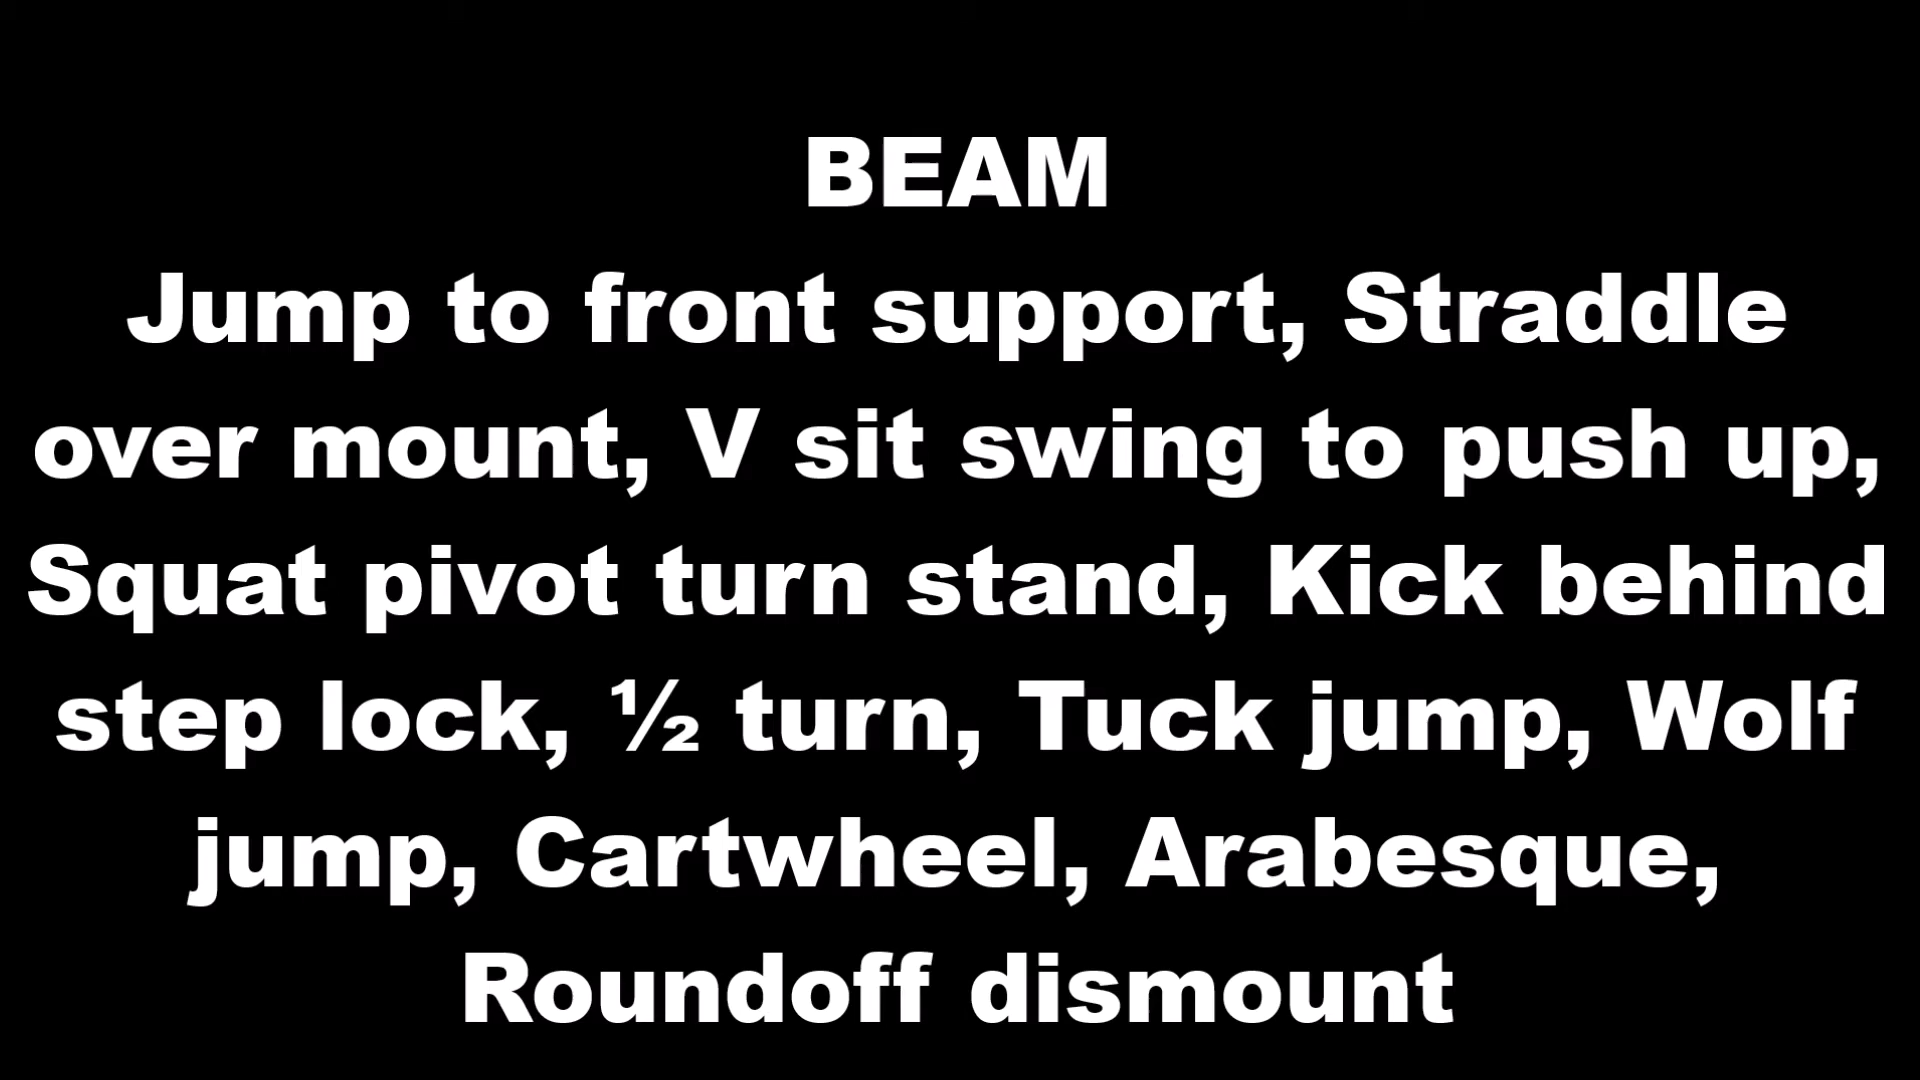 BEAM
Jump to front support, Straddle
over mount, V sit swing to push up,
Squat pivot turn stand, Kick behind
step lock, ½ turn, Tuck jump, Wolf
jump, Cartwheel, Arabesque,
Roundoff dismount